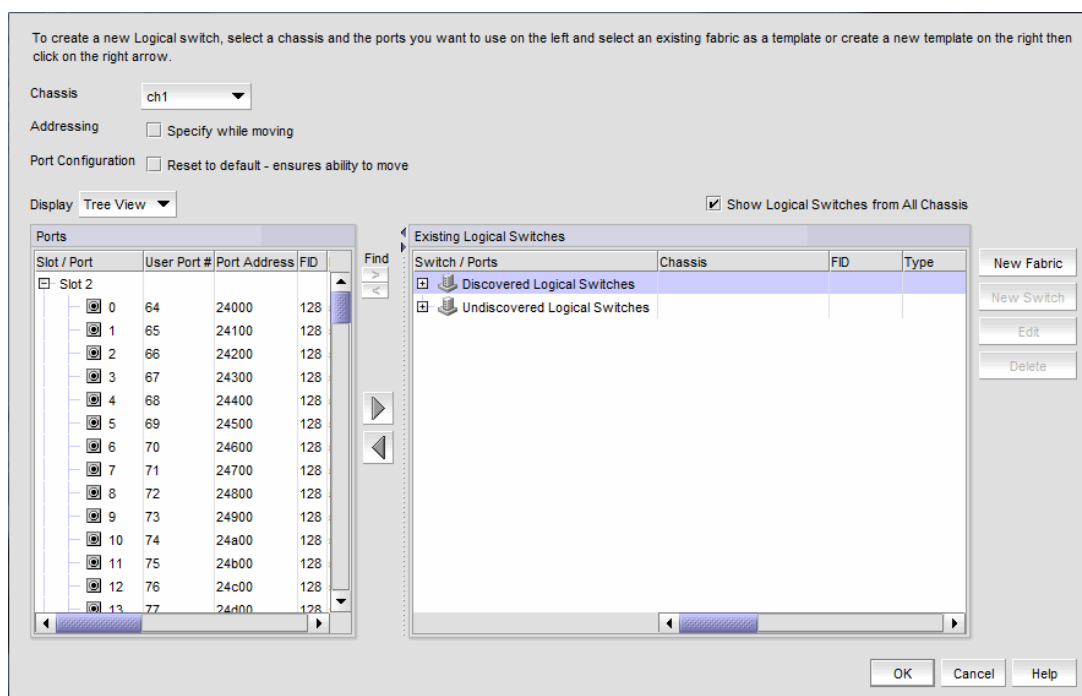 To create a new Logical switch, select a chassis and the ports you want to use on the left and select an existing fabric as a template or create a new template on the right then
click on the right arrow.
Chassis ch1
Addressing Specify while moving
Port Configuration Reset to default - ensures ability to move
Display Tree View Show Logical Switches from All Chassis
Ports Find Existing Logical Switches
Slot / Port User Port # Port Address FID Switch / Ports Chassis FID Type New Fabric
> 
<
Slot 2 Discovered Logical Switches New Switch
0 64 24000 128 Undiscovered Logical Switches
1 65 24100 128 Edit
2 66 24200 128 Delete
3 67 24300 128
4 68 24400 128
5 69 24500 128
6 70 24600 128
7 71 24700 128
8 72 24800 128
9 73 24900 128
10 74 24a00 128
11 75 24b00 128
12 76 24c00 128
13 77 24d00 128
OK Cancel Help